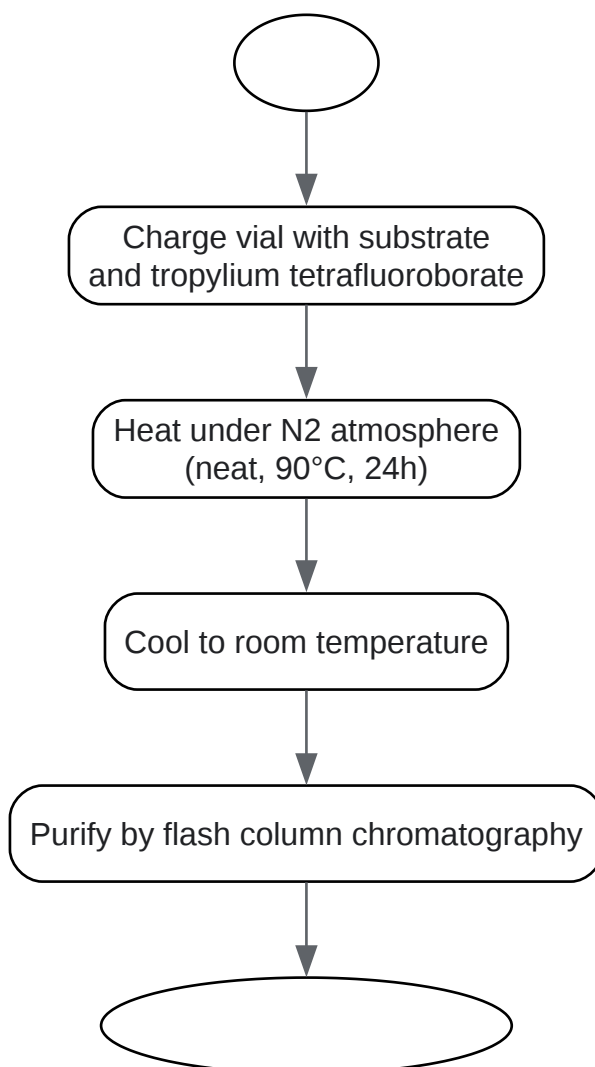 Charge vial with substrate
and tropylium tetrafluoroborate
Heat under N2 atmosphere
(neat, 90°C, 24h)
Cool to room temperature
Purify by flash column chromatography